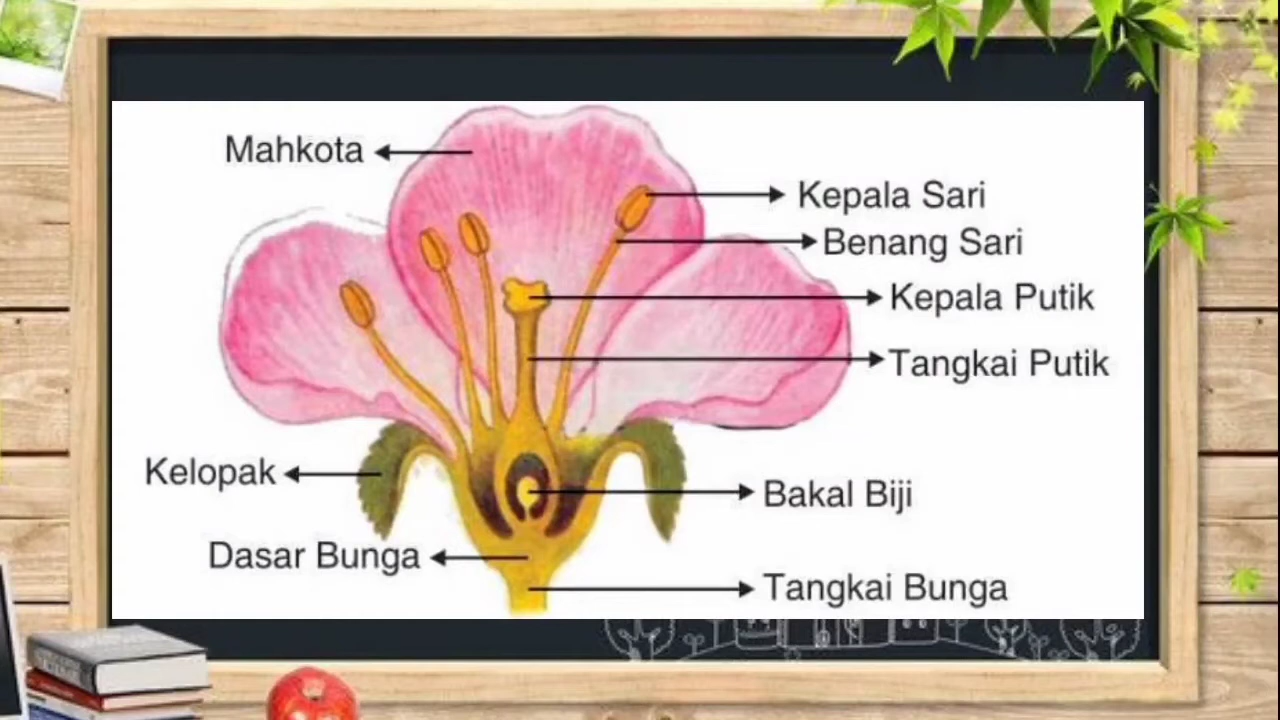 Mahkota
Kepala Sari
Benang Sari
Kepala Putik
Tangkai Putik
Kelopak
Bakal Biji
Dasar Bunga
Tangkai Bunga